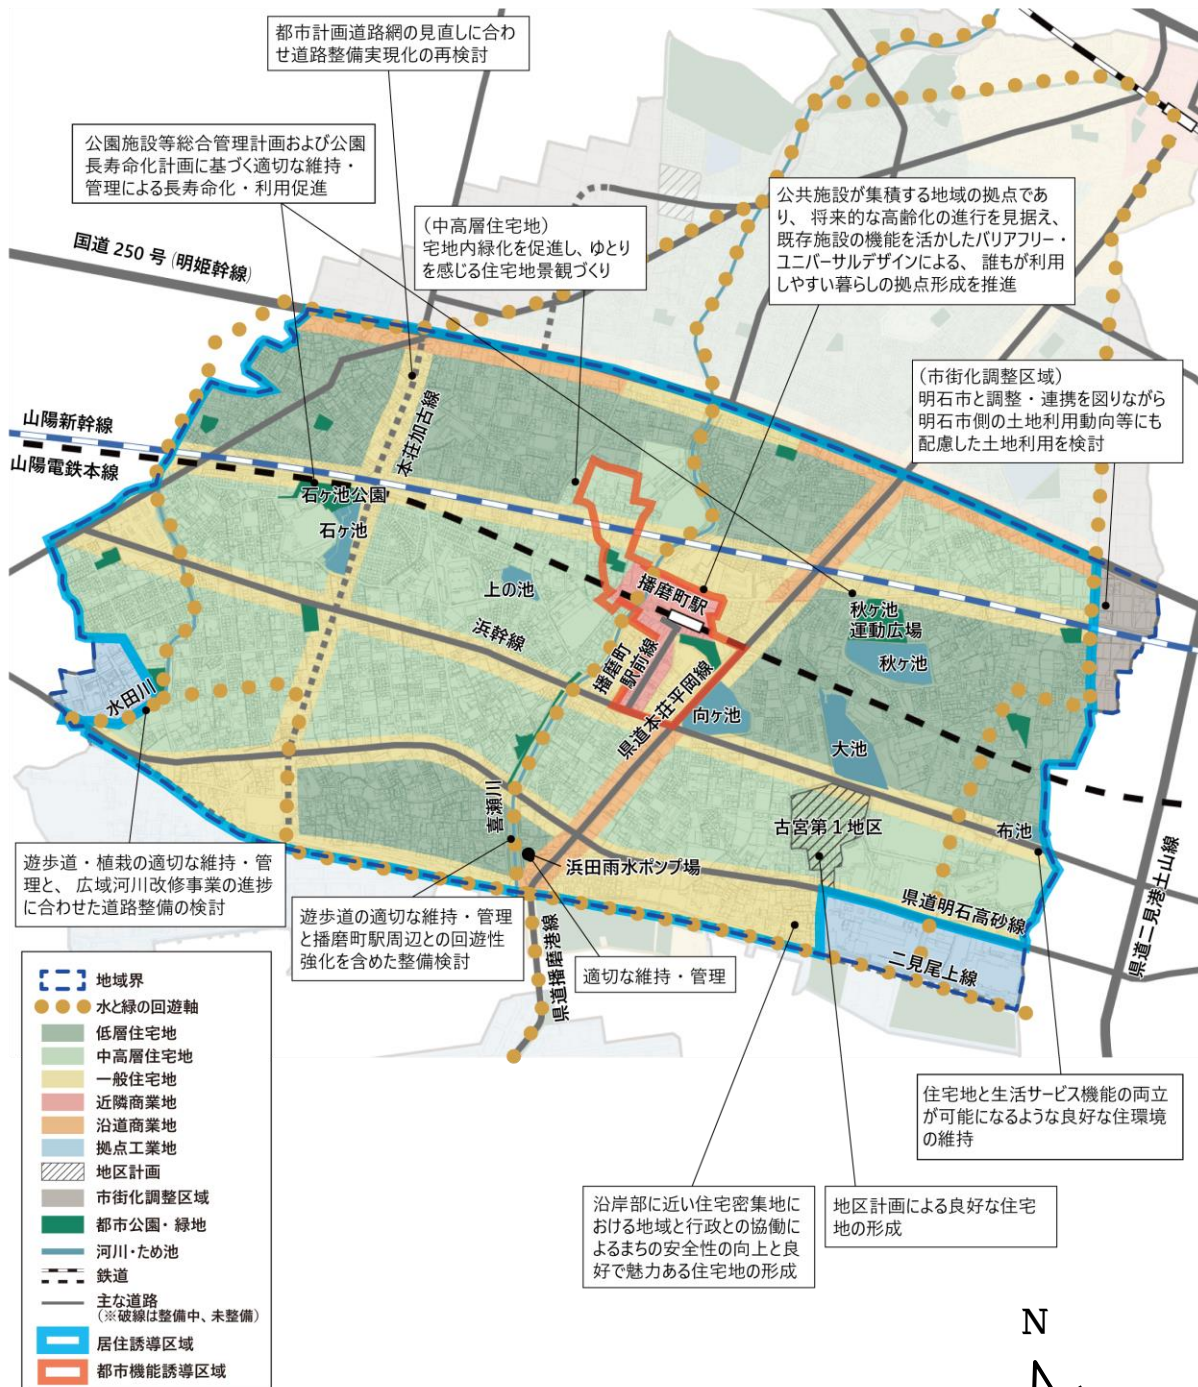 都市計画道路網の見直しに合わ
せ道路整備実現化の再検討
公園施設等総合管理計画および公園
長寿命化計画に基づく適切な維持・
管理による長寿命化・利用促進
(中高層住宅地)
宅地内緑化を促進し、ゆとり
を感じる住宅地景観づくり
公共施設が集積する地域の拠点であ
り、将来的な高齢化の進行を見据え、
既存施設の機能を活かしたバリアフリー・
ユニバーサルデザインによる、誰もが利用
しやすい暮らしの拠点形成を推進
(市街化調整区域)
明石市と調整・連携を図りながら
明石市側の土地利用動向等にも
配慮した土地利用を検討
国道 250 号 (明姫幹線)
山陽新幹線
山陽電鉄本線
本荘加古線
石ヶ池公園
石ヶ池
上の池
浜幹線
播磨町駅
播磨町
駅前線
県道本荘平岡線
向ヶ池
秋ヶ池
運動広場
秋ヶ池
大池
水田川
喜瀬川
古宮第1地区
布池
浜田雨水ポンプ場
県道明石高砂線
二見尾上線
県道二見港土山線
県道播磨港線
遊歩道・植栽の適切な維持・管
理と、広域河川改修事業の進捗
に合わせた道路整備の検討
遊歩道の適切な維持・管理
と播磨町駅周辺との回遊性
強化を含めた整備検討
適切な維持・管理
住宅地と生活サービス機能の両立
が可能になるような良好な住環境
の維持
沿岸部に近い住宅密集地に
おける地域と行政との協働に
よるまちの安全性の向上と良
好で魅力ある住宅地の形成
地区計画による良好な住宅
地の形成
地域界
水と緑の回遊軸
低層住宅地
中高層住宅地
一般住宅地
近隣商業地
沿道商業地
拠点工業地
地区計画
市街化調整区域
都市公園・緑地
河川・ため池
鉄道
主な道路
(※破線は整備中、未整備)
居住誘導区域
都市機能誘導区域
N